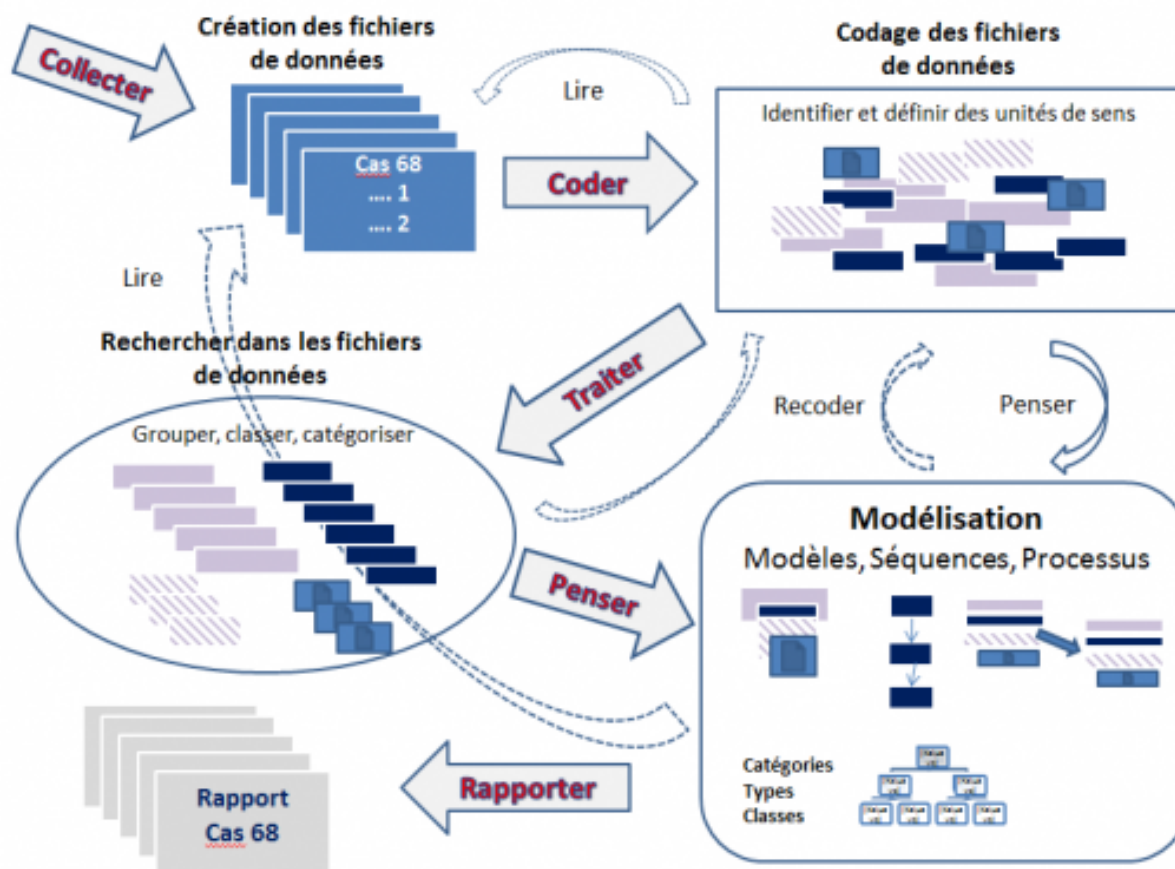 Collecter
Création des fichiers
de données
Cas 68
.... 1
.... 2
Lire
Coder
Codage des fichiers
de données
Identifier et définir des unités de sens
Lire
Rechercher dans les fichiers
de données
Grouper, classer, catégoriser
Traiter
Recoder
Penser
Penser
Modélisation
Modèles, Séquences, Processus
Catégories
Types
Classes
Rapporter
Rapport
Cas 68